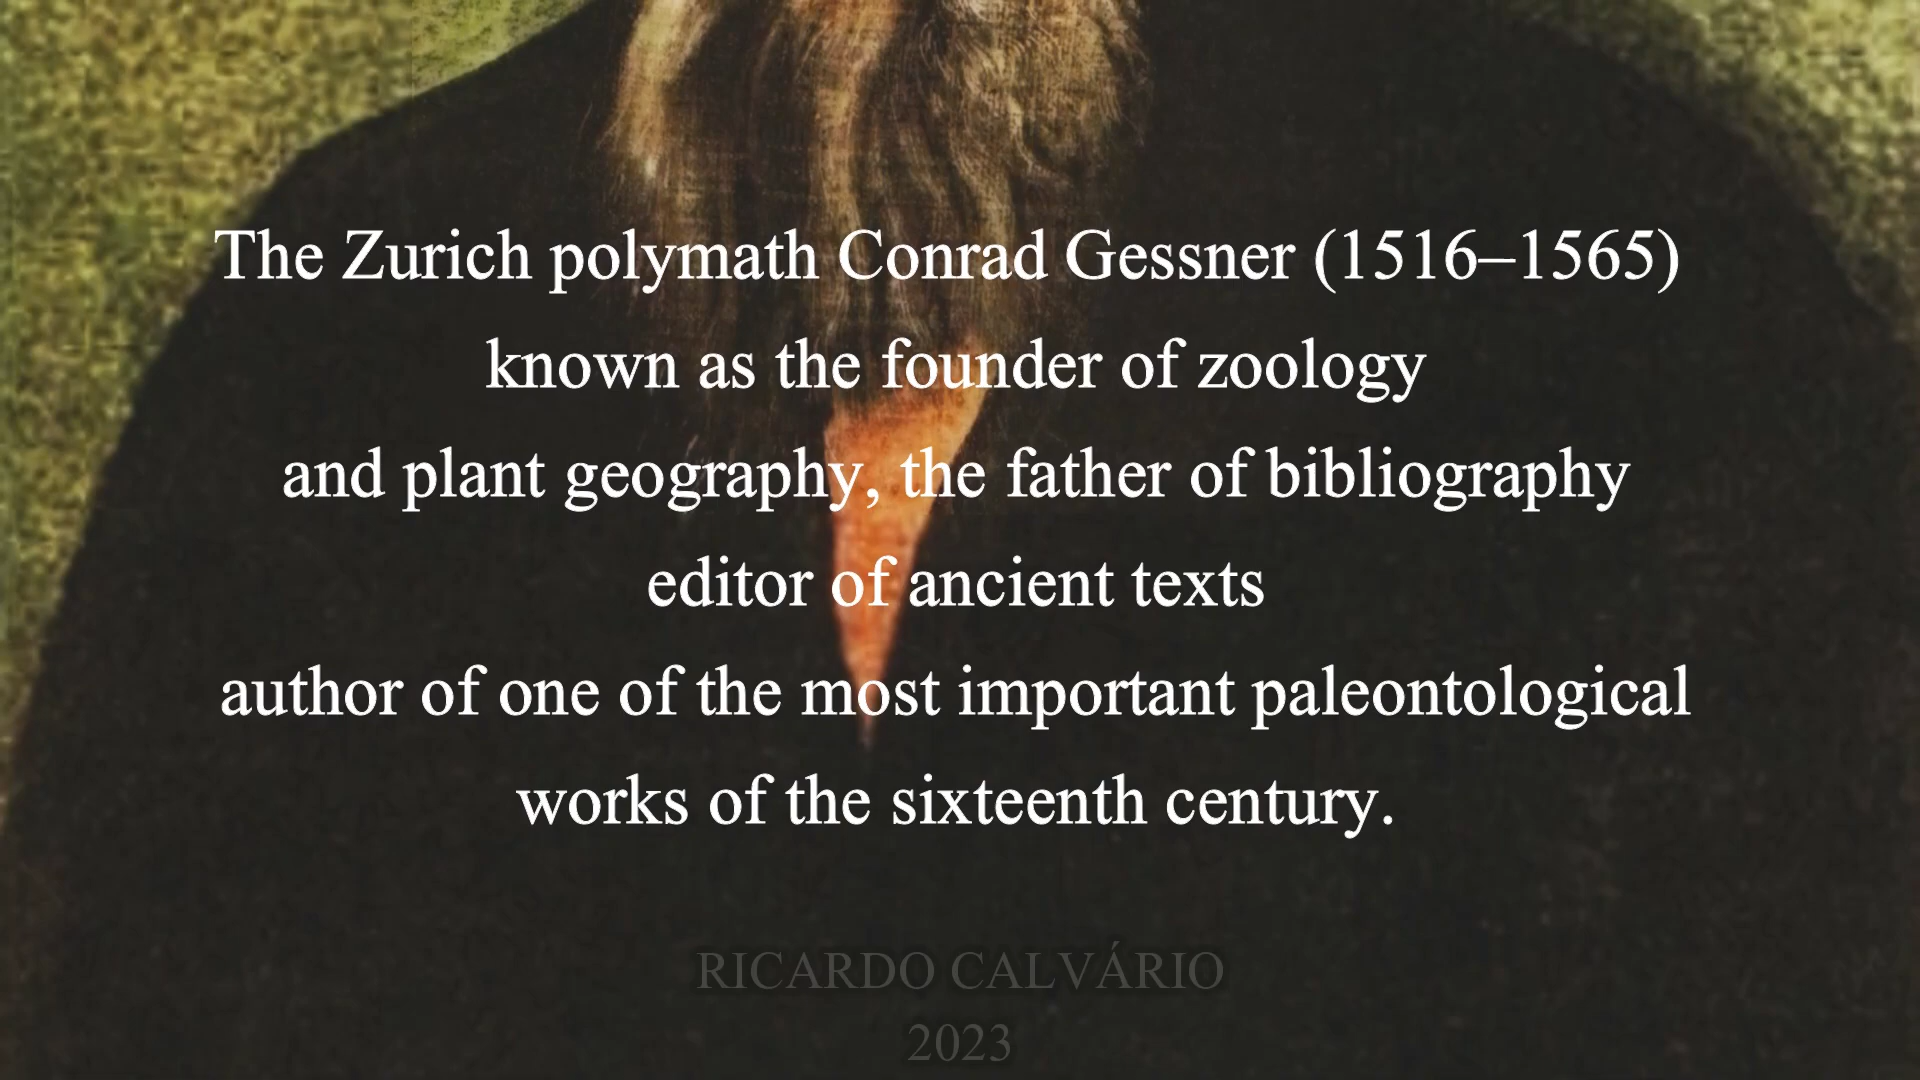 The Zurich polymath Conrad Gessner (1516–1565)
known as the founder of zoology
and plant geography, the father of bibliography
editor of ancient texts
author of one of the most important paleontological
works of the sixteenth century.
RICARDO CALVÁRIO
2023